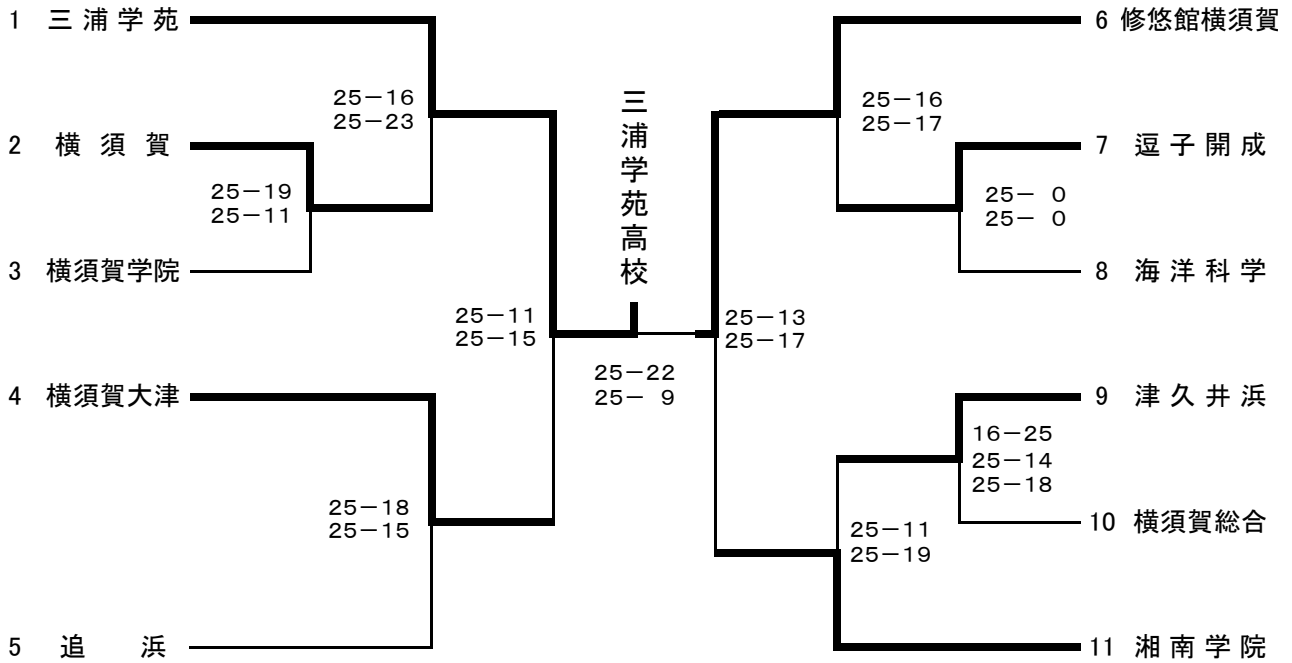 1 三浦学苑
25－16
25－23
2 横須賀
25－19
25－11
3 横須賀学院
25－11
25－15
4 横須賀大津
25－18
25－15
5 追浜
三浦学苑高校
25－22
25－ 9
6 修悠館横須賀
25－16
25－17
7 逗子開成
25－ 0
25－ 0
8 海洋科学
25－13
25－17
9 津久井浜
16－25
25－14
25－18
10 横須賀総合
25－11
25－19
11 湘南学院